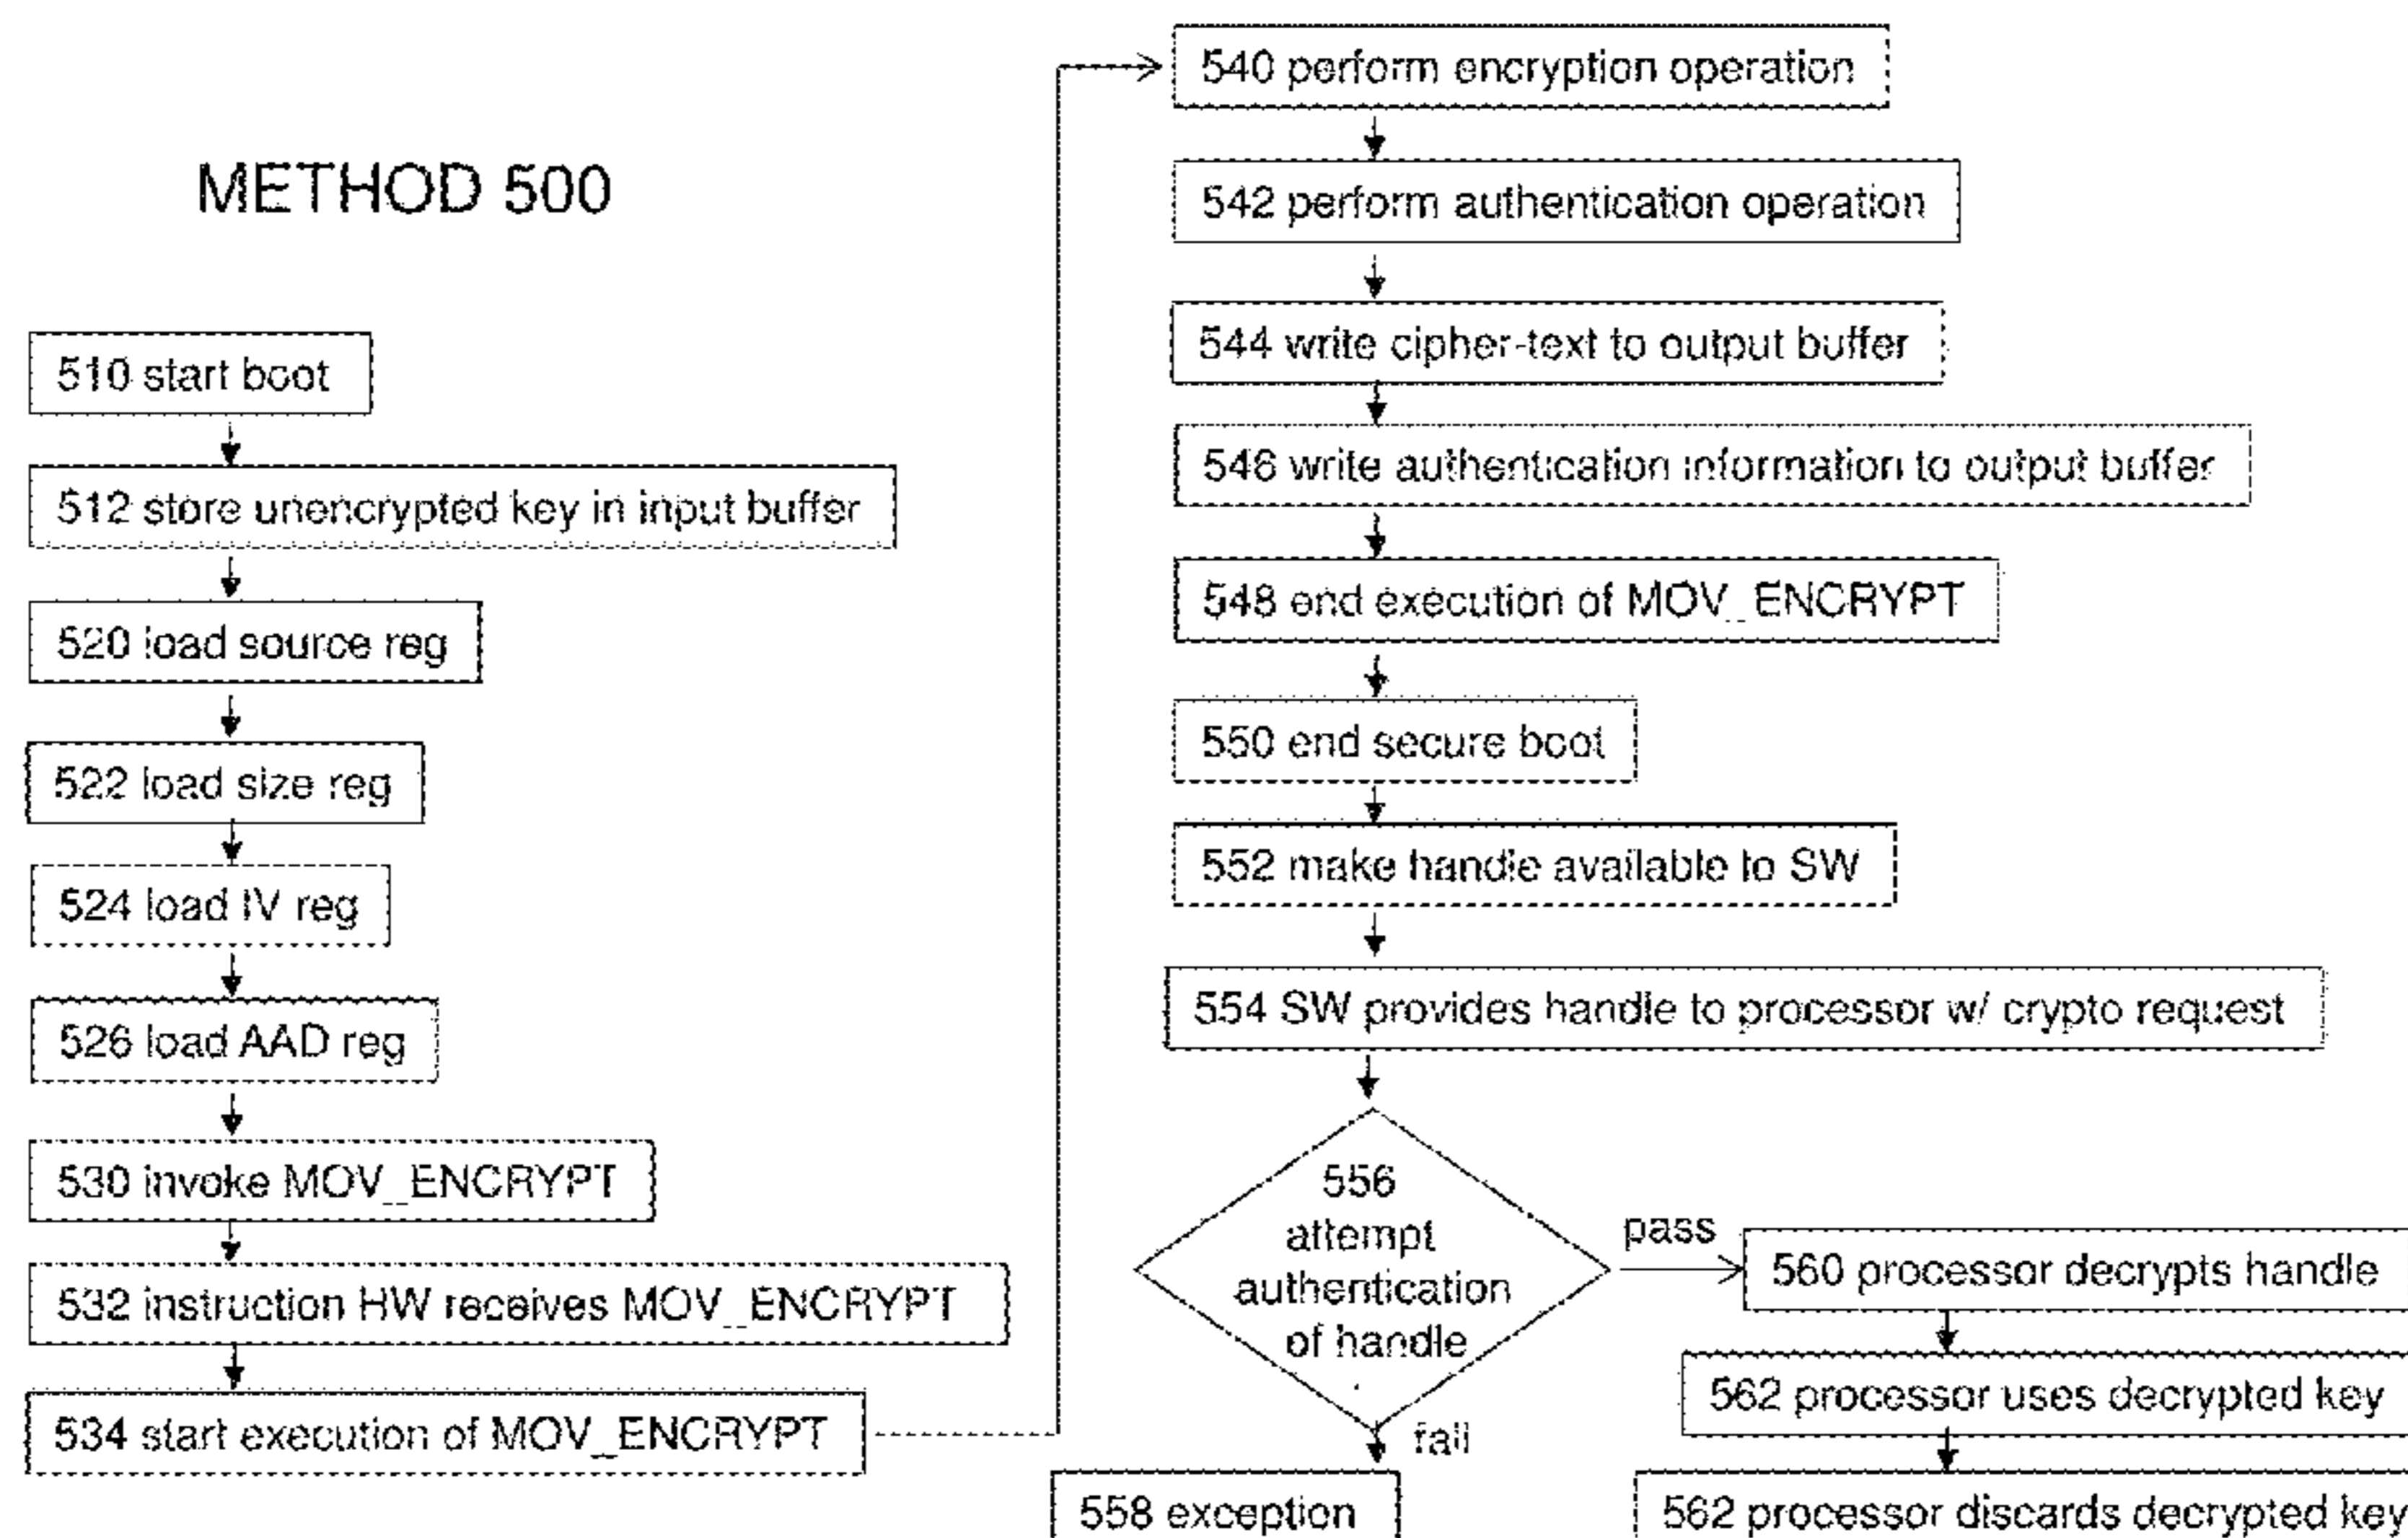 METHOD 500
510 start boot
512 store unencrypted key in input buffer
520 load source reg
522 load size reg
524 load IV reg
526 load AAD reg
530 invoke MOV_ENCRYPT
532 instruction HW receives MOV_ENCRYPT
534 start execution of MOV_ENCRYPT
540 perform encryption operation
542 perform authentication operation
544 write cipher-text to output buffer
546 write authentication information to output buffer
548 end execution of MOV_ENCRYPT
550 end secure boot
552 make handle available to SW
554 SW provides handle to processor w/ crypto request
556
attempt
authentication
of handle
pass
fail
558 exception
560 processor decrypts handle
562 processor uses decrypted key
562 processor discards decrypted key